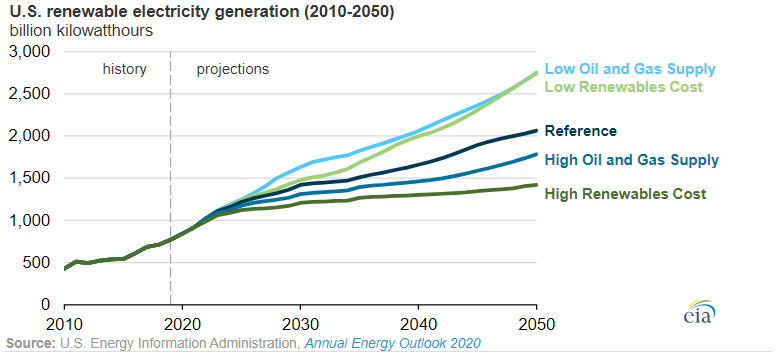 U.S. renewable electricity generation (2010-2050)
billion kilowatthours
3,000
history
projections
Low Oil and Gas Supply
Low Renewables Cost
2,500
2,000
Reference
High Oil and Gas Supply
1,500
High Renewables Cost
1,000
500
0
2010
2020
2030
2040
2050
eia
Source: U.S. Energy Information Administration, Annual Energy Outlook 2020